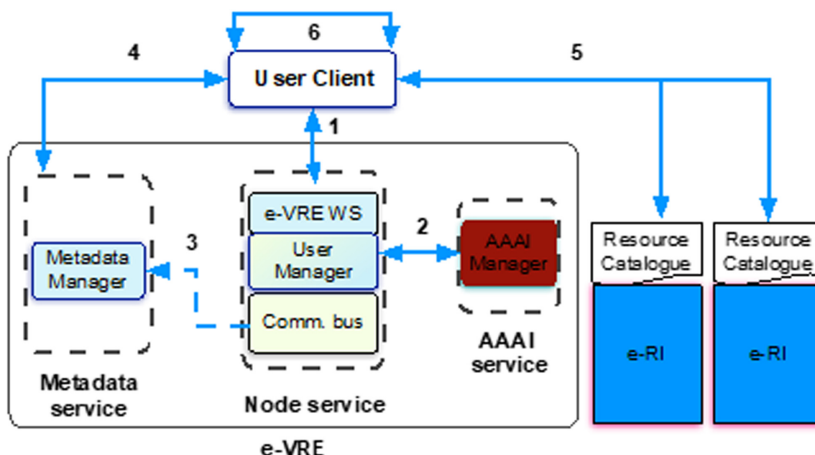 6
4
5
User Client
1
e-VRE WS
2
3
User
Manager
AAAI
Manager
Metadata
Manager
Comm. bus
Resource
Catalogue
Resource
Catalogue
e-RI
e-RI
AAAI
service
Metadata
service
Node service
e-VRE